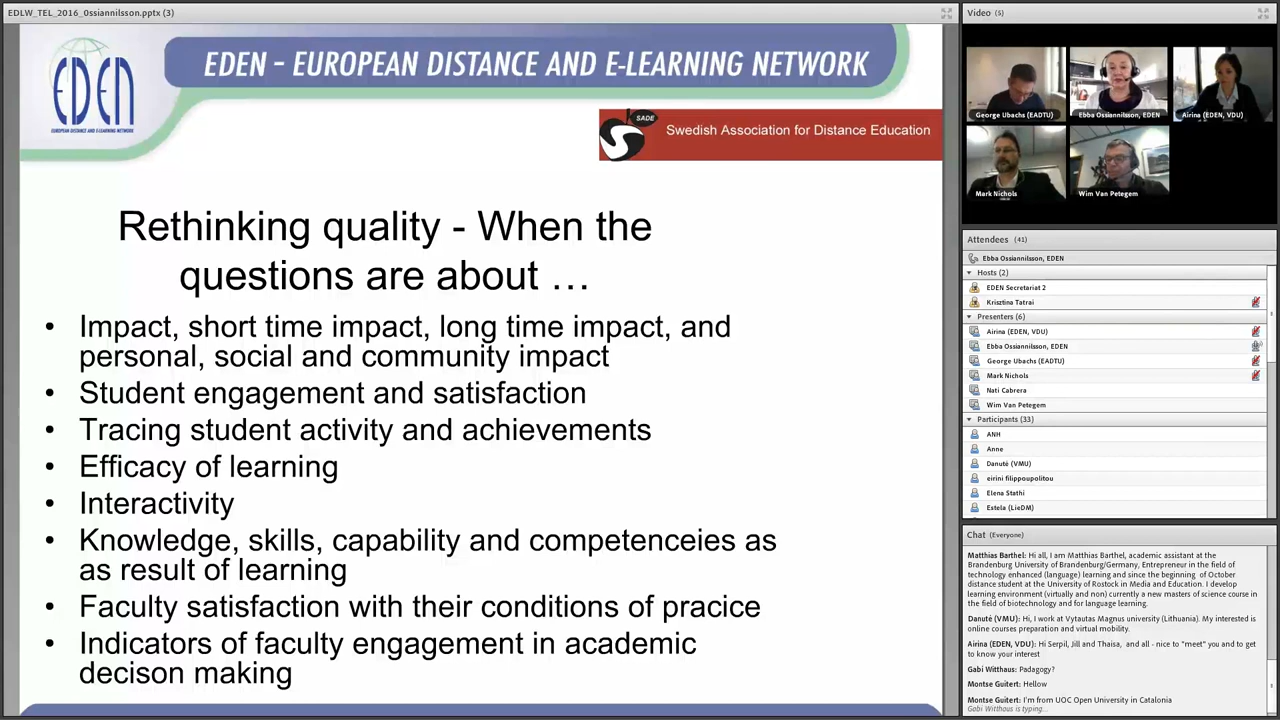 EDLW_TEL_2016_Ossiannilsson.pptx (3)
EDEN
EUROPEAN DISTANCE AND E-LEARNING NETWORK
EDEN – EUROPEAN DISTANCE AND E-LEARNING NETWORK
SADE
Swedish Association for Distance Education
Rethinking quality - When the
questions are about …
• Impact, short time impact, long time impact, and
personal, social and community impact
• Student engagement and satisfaction
• Tracing student activity and achievements
• Efficacy of learning
• Interactivity
• Knowledge, skills, capability and competenceies as
as result of learning
• Faculty satisfaction with their conditions of pracice
• Indicators of faculty engagement in academic
decison making
Video (5)
George Ubachs (EADTU)
Ebba Ossiannilsson, EDEN
Airina (EDEN, VDU)
Mark Nichols
Wim Van Petegem
Attendees (41)
Ebba Ossiannilsson, EDEN
Hosts (2)
EDEN Secretariat 2
Krisztina Tatrai
Presenters (6)
Airina (EDEN, VDU)
Ebba Ossiannilsson, EDEN
George Ubachs (EADTU)
Mark Nichols
Nati Cabrera
Wim Van Petegem
Participants (33)
ANH
Anne
Danuté (VMU)
eirini filippoupolitou
Elena Stathi
Estela (LieDM)
Chat (Everyone)
Matthias Barthel: Hi all, I am Matthias Barthel, academic assistant at the
Brandenburg University of Brandenburg/Germany, Entrepreneur in the field of
technology enhanced (language) learning and since the beginning of October
distance student at the University of Rostock in Media and Education. I develop
learning environment (virtually and non) currently a new masters of science course in
the field of biotechnology and for language learning.
Danuté (VMU): Hi, I work at Vytautas Magnus university (Lithuania). My interested is
online courses preparation and virtual mobility.
Airina (EDEN, VDU): Hi Serpil, Jill and Thaisa, and all - nice to "meet" you and to get
to know your interest
Gabi Witthaus: Padagogy?
Montse Guitert: Hellow
Montse Guitert: I'm from UOC Open University in Catalonia
Gabi Witthaus is typing...